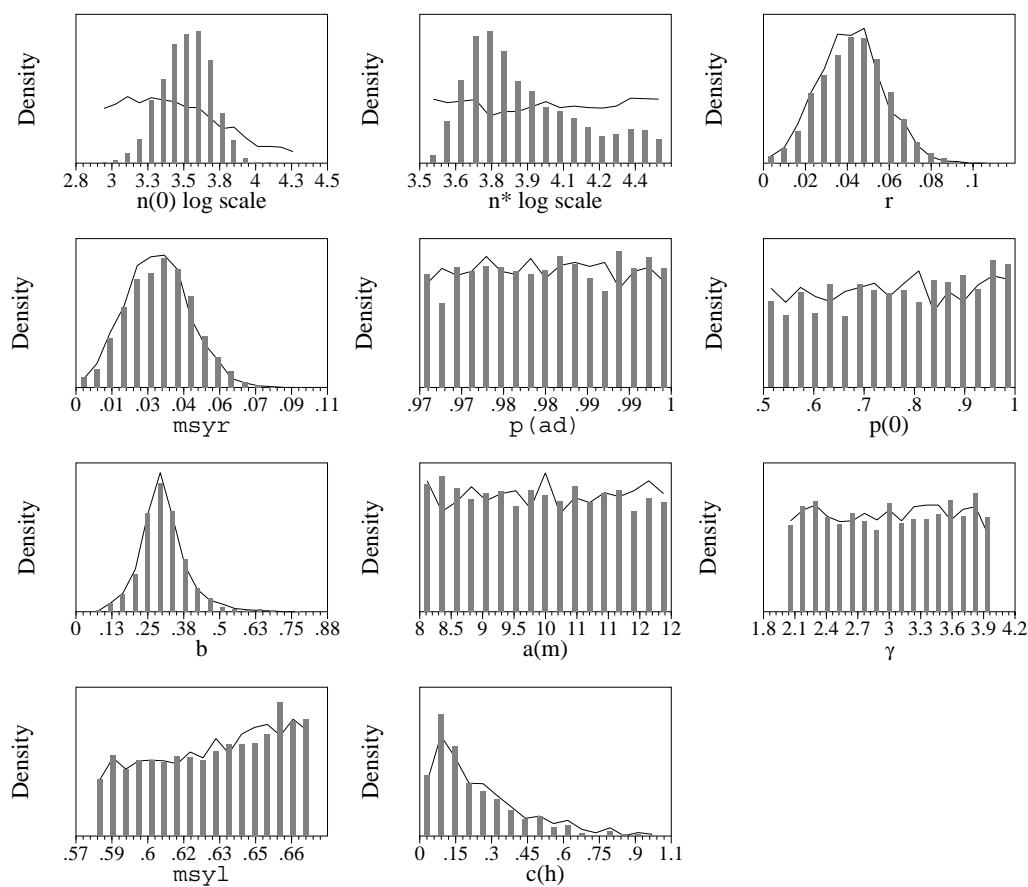 Density
2.8 3 3.3 3.5 3.8 4 4.3 4.5
n(0) log scale
Density
3.5 3.6 3.8 3.9 4.1 4.2 4.4
n* log scale
Density
0 .02 .04 .06 .08 .1
r
Density
0 .01 .03 .04 .06 .07 .09 .11
msyr
Density
.97 .97 .98 .98 .99 .99 1
p(ad)
Density
.5 .6 .7 .8 .9 1
p(0)
Density
0 .13 .25 .38 .5 .63 .75 .88
b
Density
8 8.5 9 9.5 10 11 11 12 12
a(m)
Density
1.8 2.1 2.4 2.7 3 3.3 3.6 3.9 4.2
γ
Density
.57 .59 .6 .62 .63 .65 .66
msyl
Density
0 .15 .3 .45 .6 .75 .9 1.1
c(h)